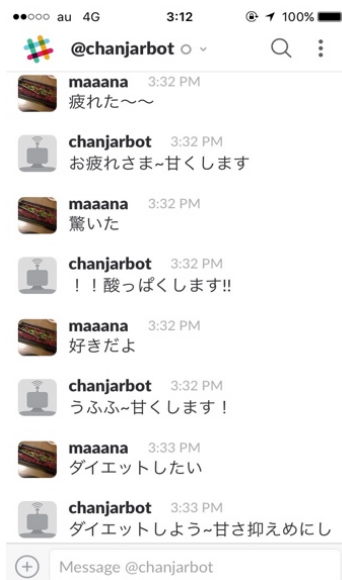 au 4G 3:12 100%
@chanjarbot
maaana 3:32 PM
疲れた〜〜
chanjarbot 3:32 PM
お疲れさま~甘くします
maaana 3:32 PM
驚いた
chanjarbot 3:32 PM
！！酸っぱくします!!
maaana 3:32 PM
好きだよ
chanjarbot 3:32 PM
うふふ~甘くします！
maaana 3:33 PM
ダイエットしたい
chanjarbot 3:33 PM
ダイエットしよう~甘さ抑えめにし
Message @chanjarbot